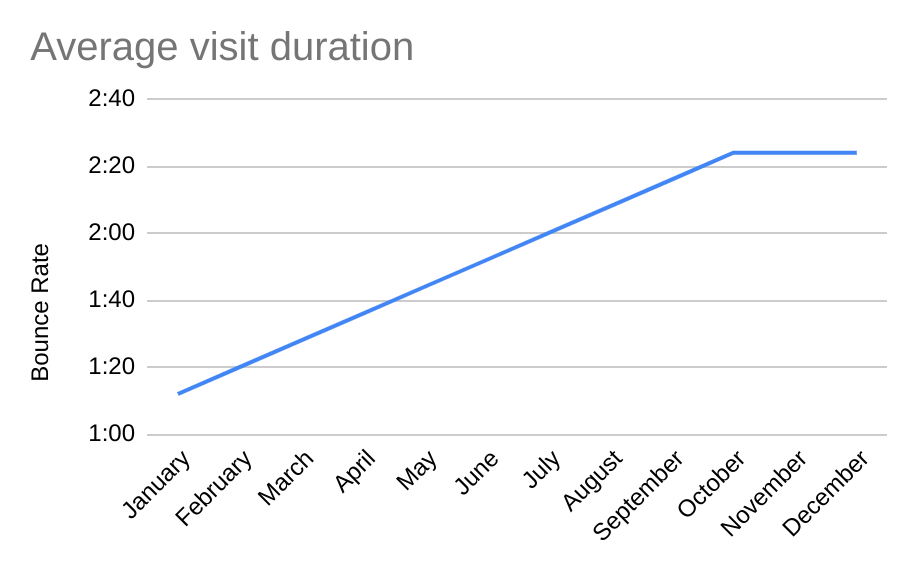 Average visit duration
2:40
2:20
2:00
1:40
1:20
1:00
Bounce Rate
January
February
March
April
May
June
July
August
September
October
November
December